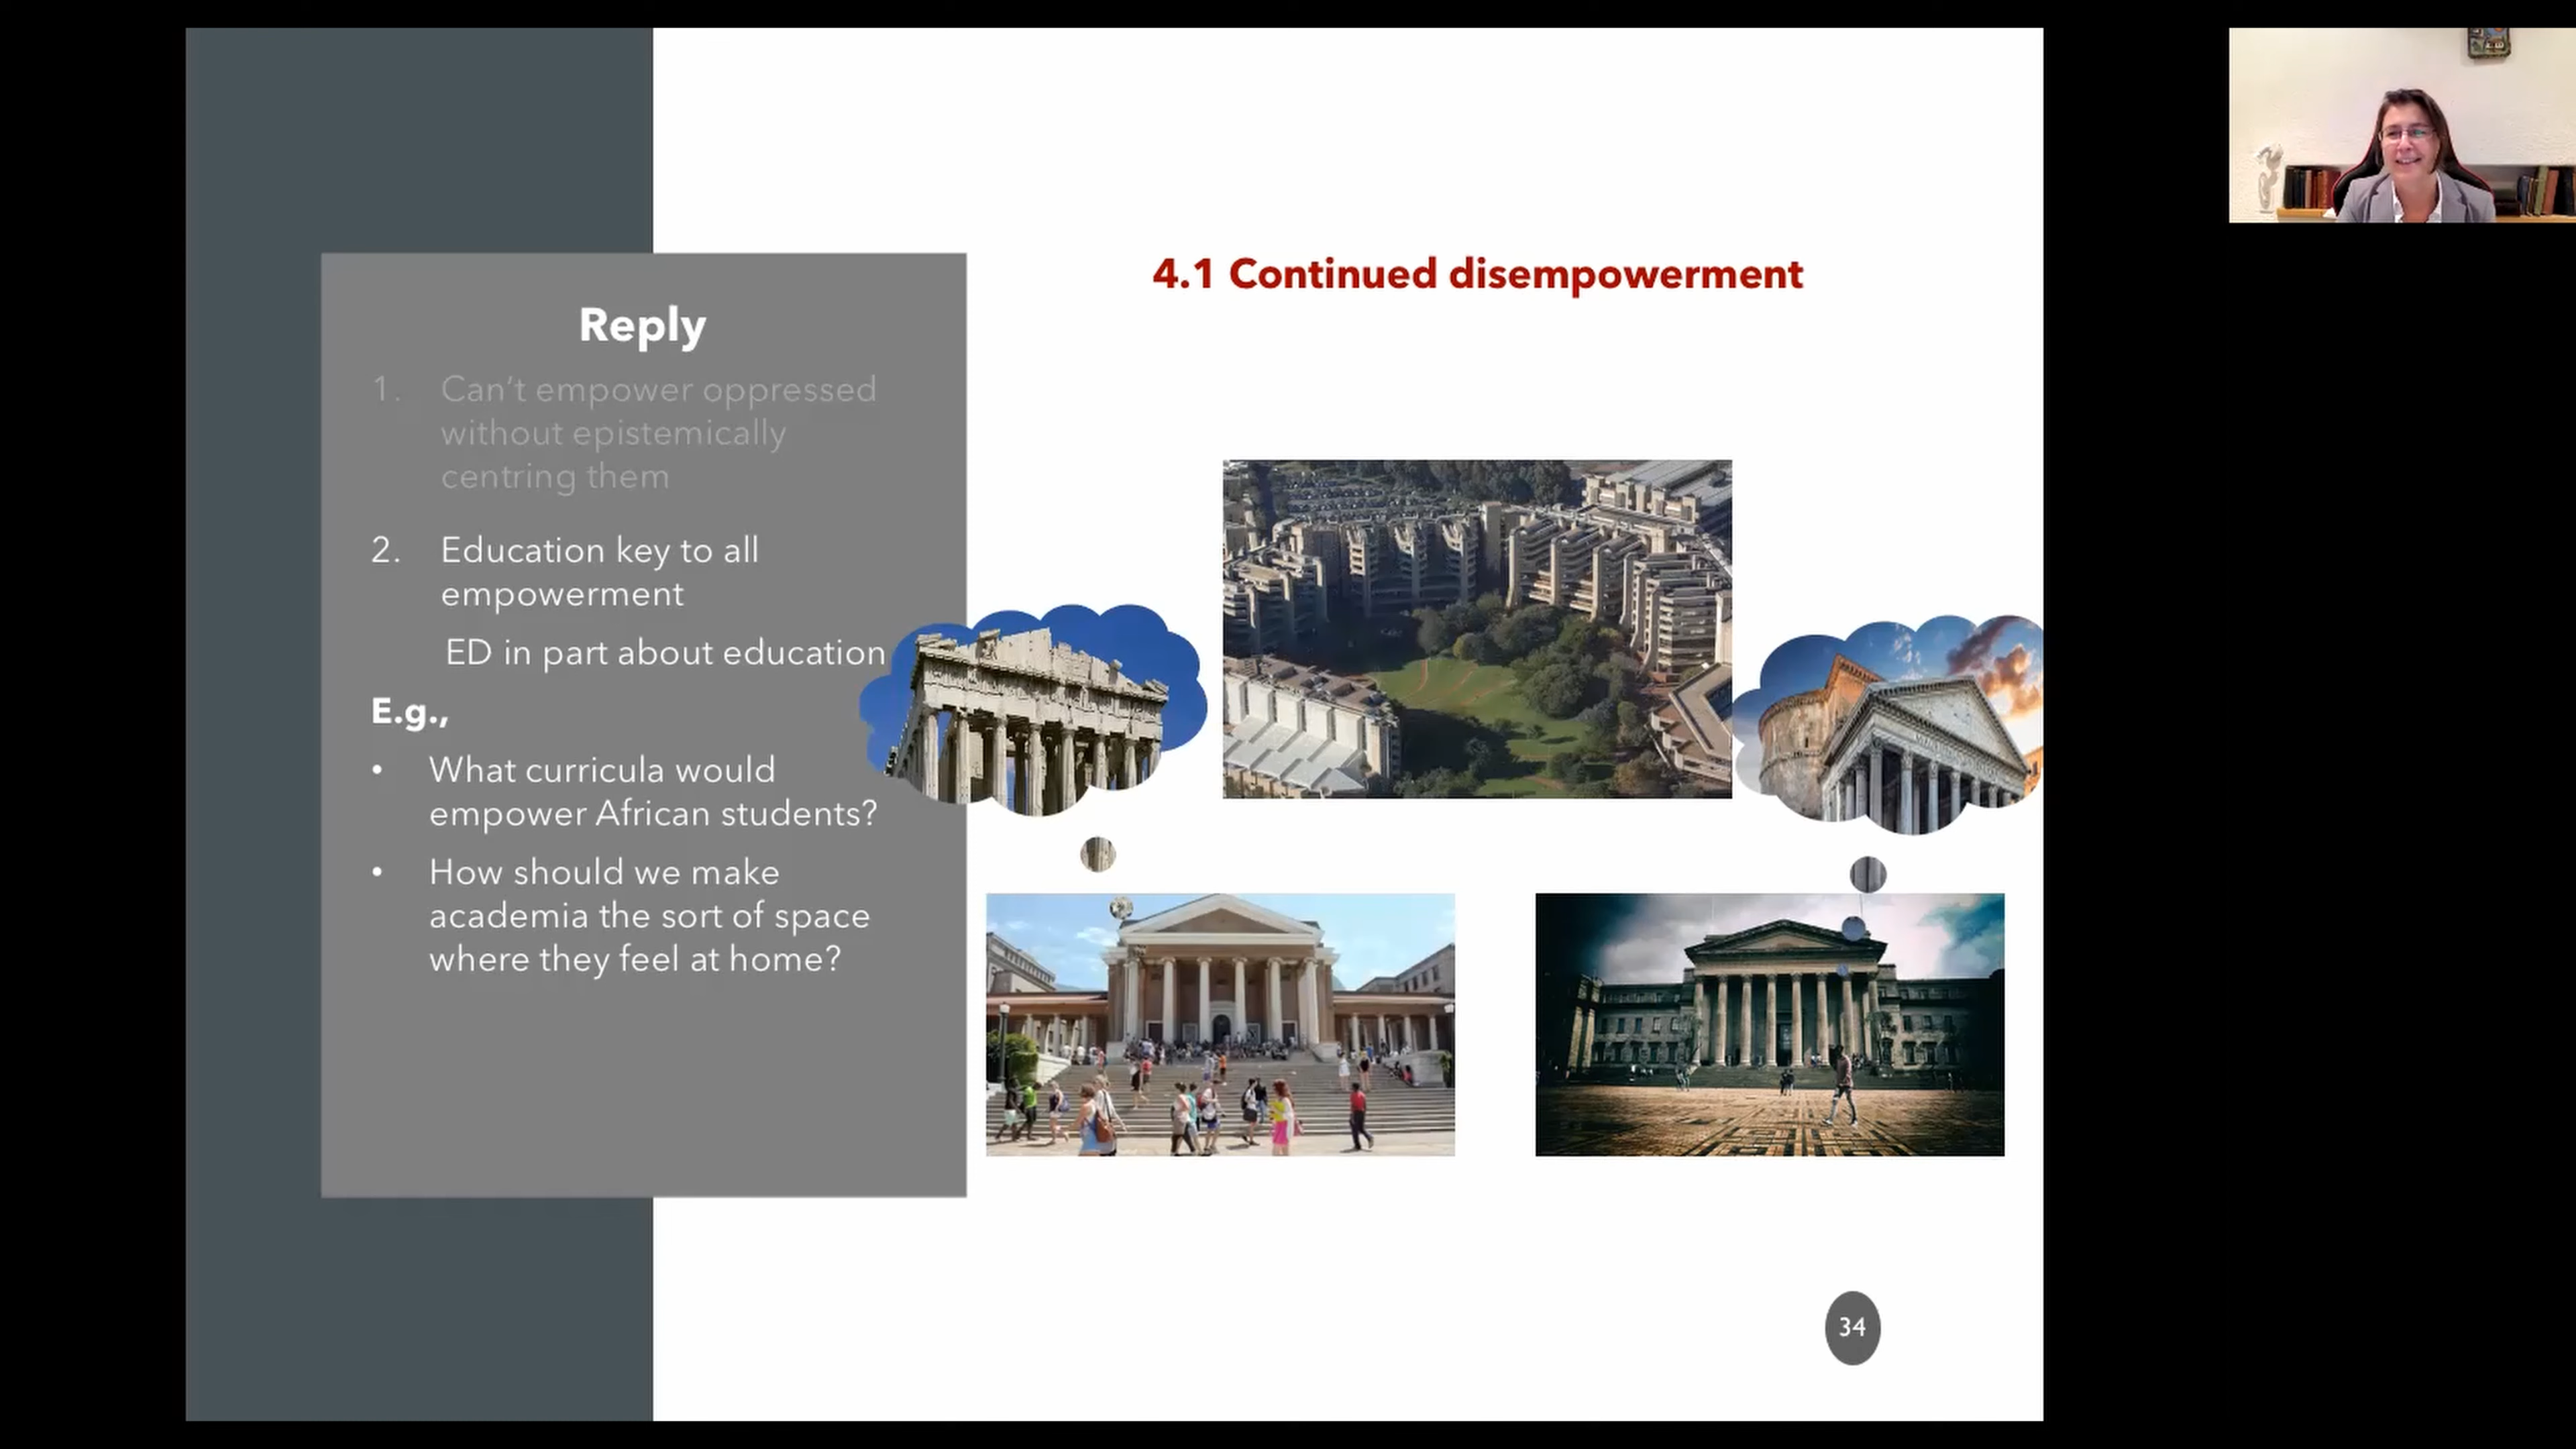 4.1 Continued disempowerment
Reply
1. Can't empower oppressed
without epistemically
centring them
2. Education key to all
empowerment
ED in part about education
E.g.,
• What curricula would
empower African students?
• How should we make
academia the sort of space
where they feel at home?
34